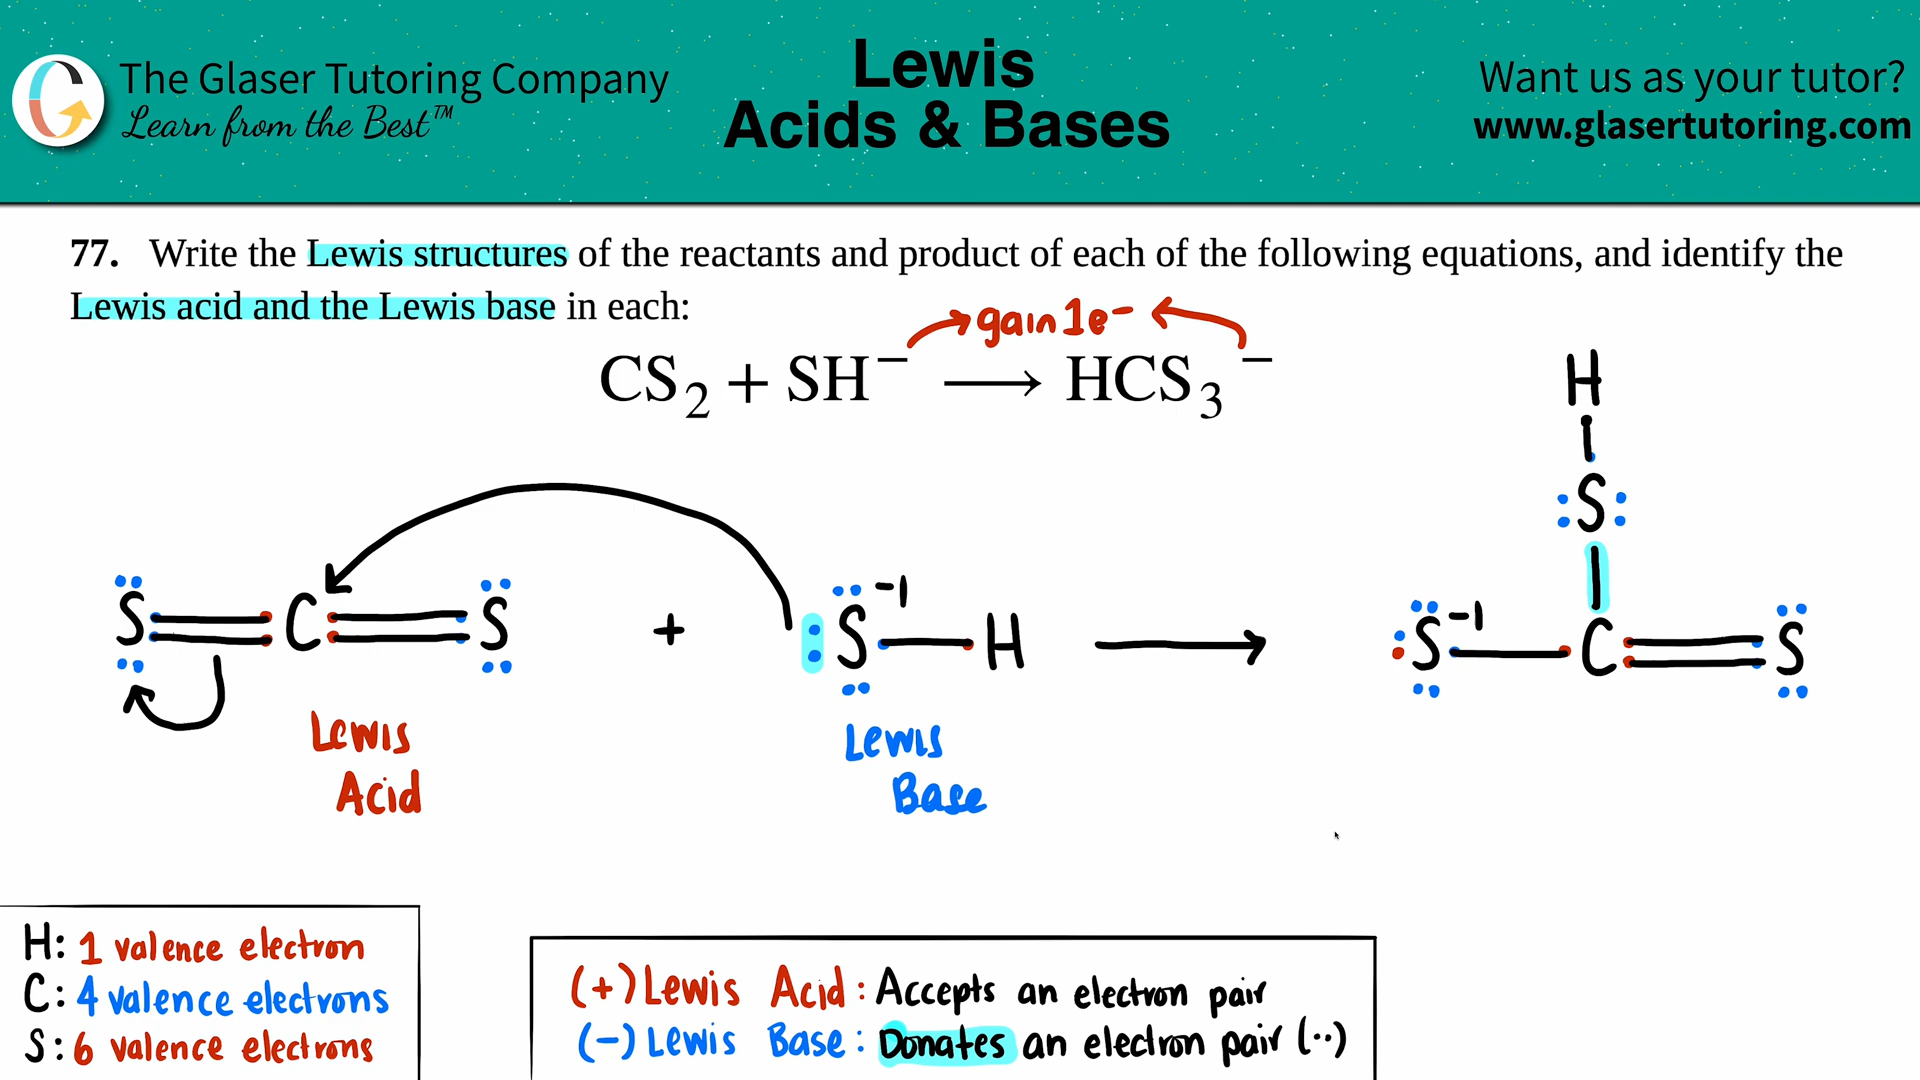 The Glaser Tutoring Company
Learn from the Best™
Lewis
Acids & Bases
Want us as your tutor?
www.glasertutoring.com
77. Write the Lewis structures of the reactants and product of each of the following equations, and identify the
Lewis acid and the Lewis base in each:
gain 1e⁻
CS₂ + SH⁻ ⟶ HCS₃⁻
H
S
S = C = S + S⁻¹ — H ⟶ S⁻¹ — C = S
Lewis
Acid
Lewis
Base
H: 1 valence electron
C: 4 valence electrons
S: 6 valence electrons
(+) Lewis Acid: Accepts an electron pair
(−) Lewis Base: Donates an electron pair (··)